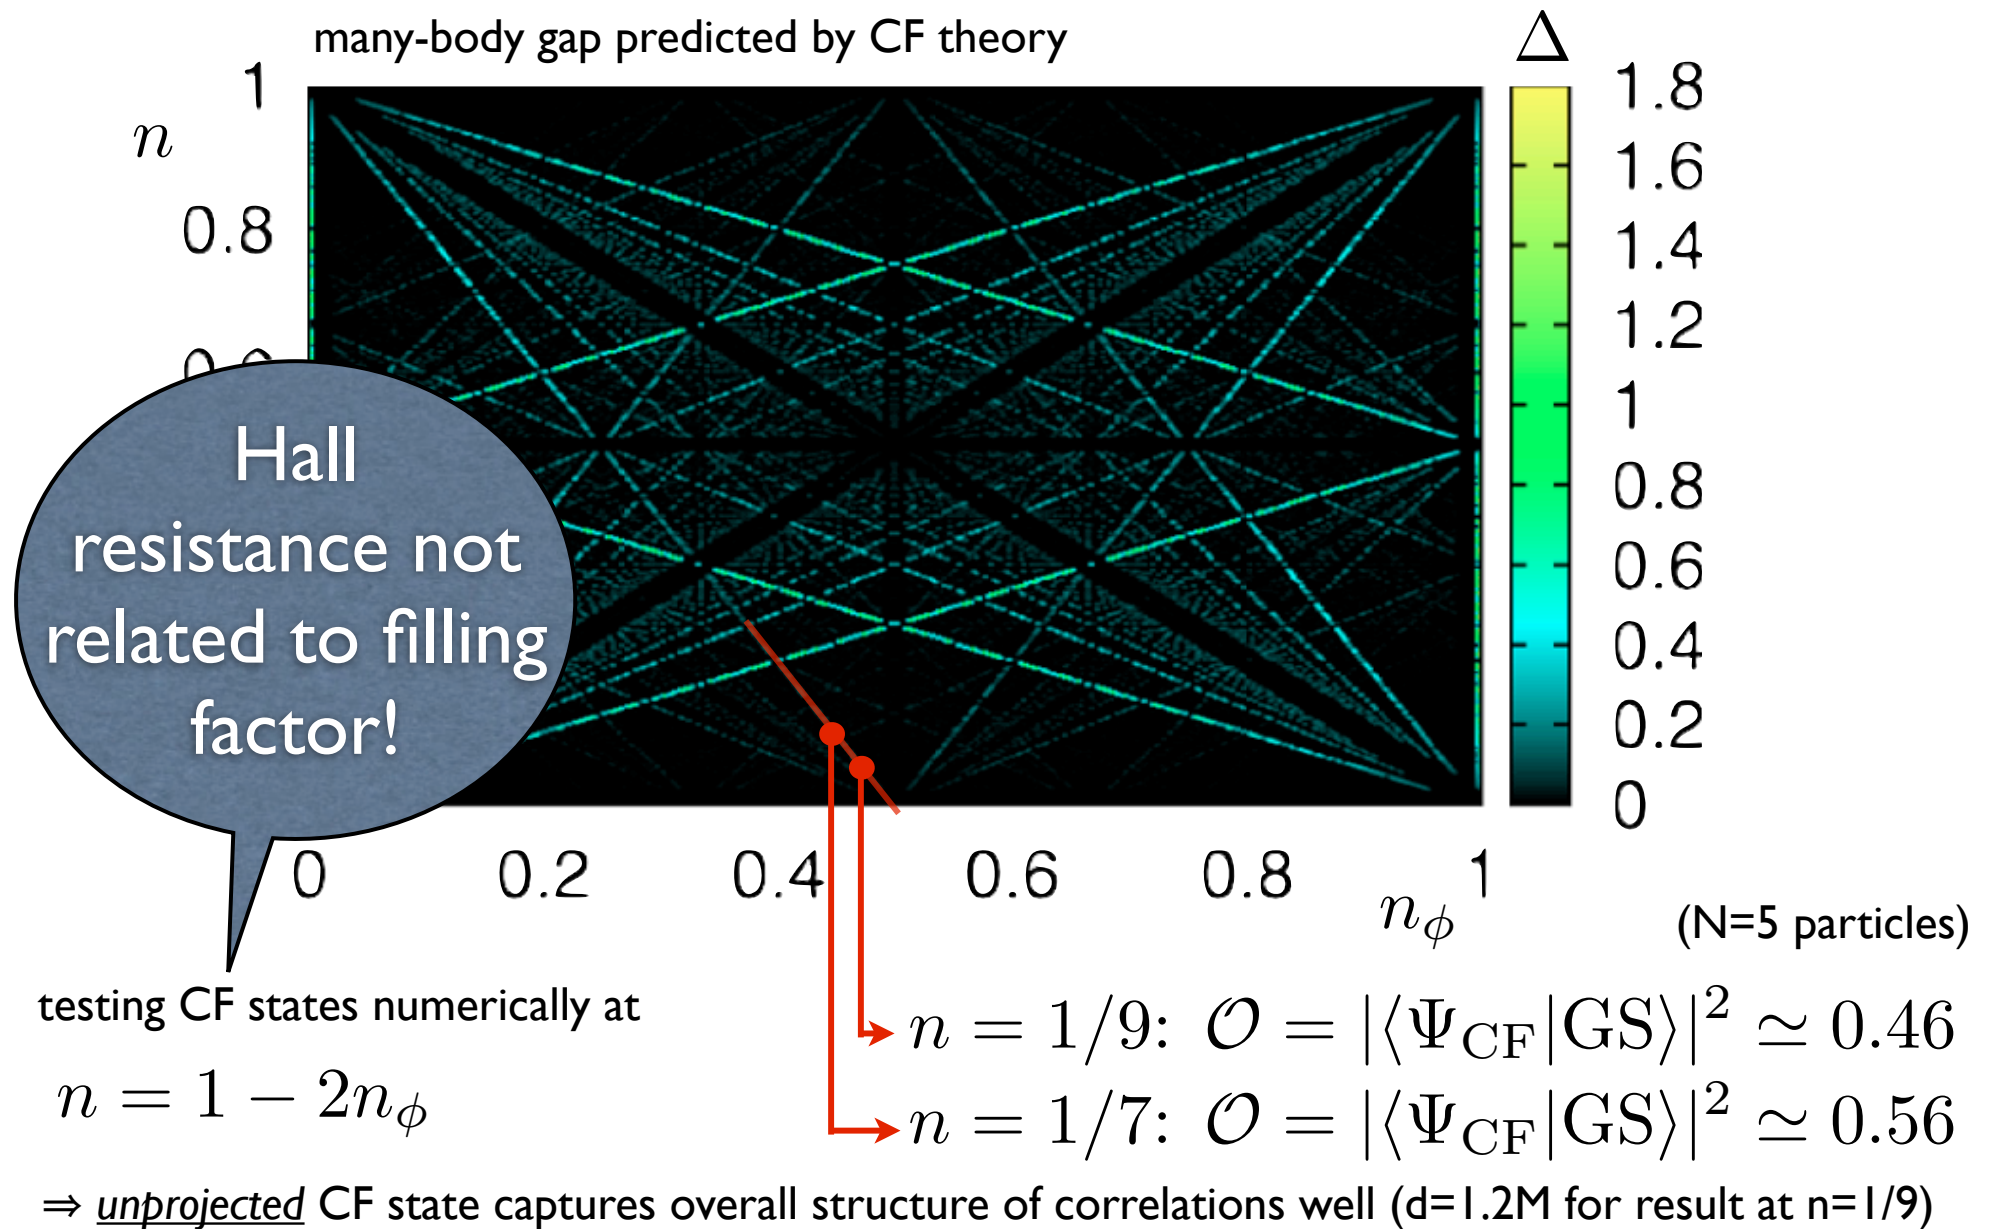 many-body gap predicted by CF theory
Δ
1
n
0.8
1.8
1.6
1.4
1.2
1
0.8
0.6
0.4
0.2
0
Hall
resistance not
related to filling
factor!
0 0.2 0.4 0.6 0.8 1
n_ϕ
(N=5 particles)
testing CF states numerically at
n = 1 − 2n_ϕ
n = 1/9: 𝒪 = |⟨Ψ_CF|GS⟩|² ≃ 0.46
n = 1/7: 𝒪 = |⟨Ψ_CF|GS⟩|² ≃ 0.56
⇒ unprojected CF state captures overall structure of correlations well (d=1.2M for result at n=1/9)